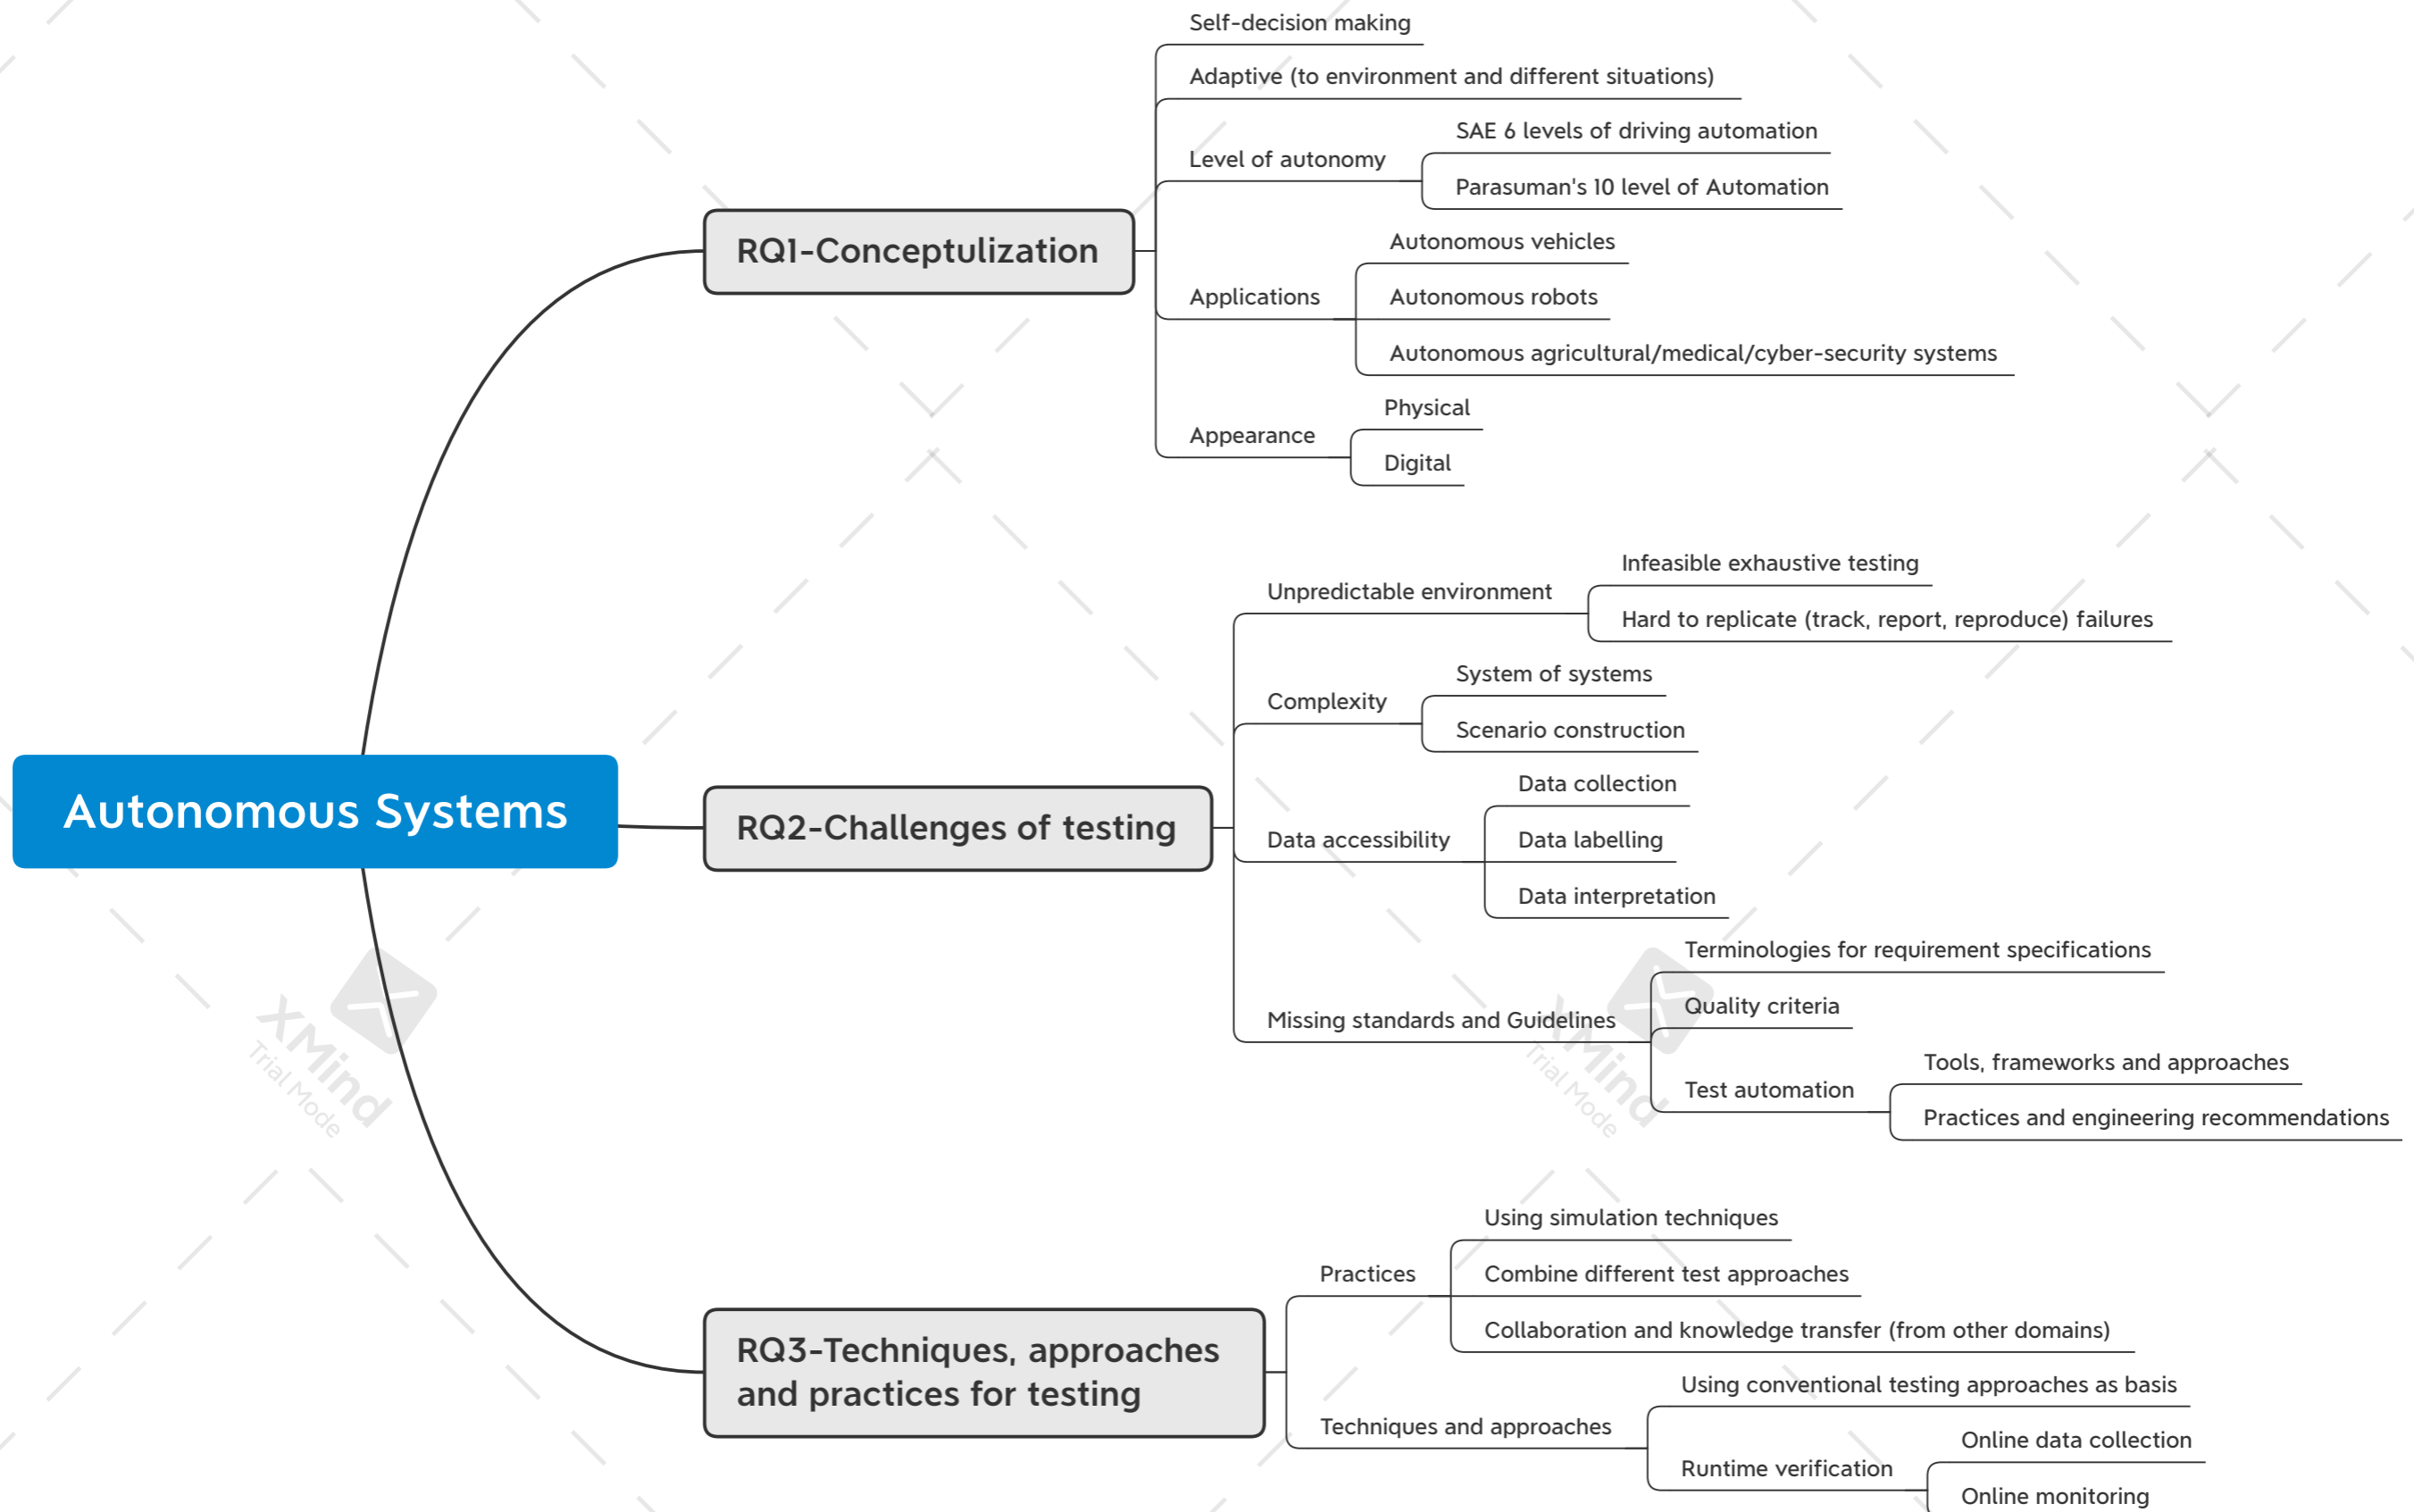 Self-decision making
Adaptive (to environment and different situations)
SAE 6 levels of driving automation
Level of autonomy
Parasuman's 10 level of Automation
RQ1-Conceptulization
Autonomous vehicles
Applications
Autonomous robots
Autonomous agricultural/medical/cyber-security systems
Physical
Appearance
Digital
Infeasible exhaustive testing
Unpredictable environment
Hard to replicate (track, report, reproduce) failures
System of systems
Complexity
Scenario construction
Autonomous Systems
RQ2-Challenges of testing
Data collection
Data accessibility
Data labelling
Data interpretation
Terminologies for requirement specifications
Quality criteria
Missing standards and Guidelines
Tools, frameworks and approaches
Test automation
Practices and engineering recommendations
XMind
Trial Mode
XMind
Trial Mode
Using simulation techniques
Practices
Combine different test approaches
Collaboration and knowledge transfer (from other domains)
RQ3-Techniques, approaches
and practices for testing
Using conventional testing approaches as basis
Techniques and approaches
Online data collection
Runtime verification
Online monitoring